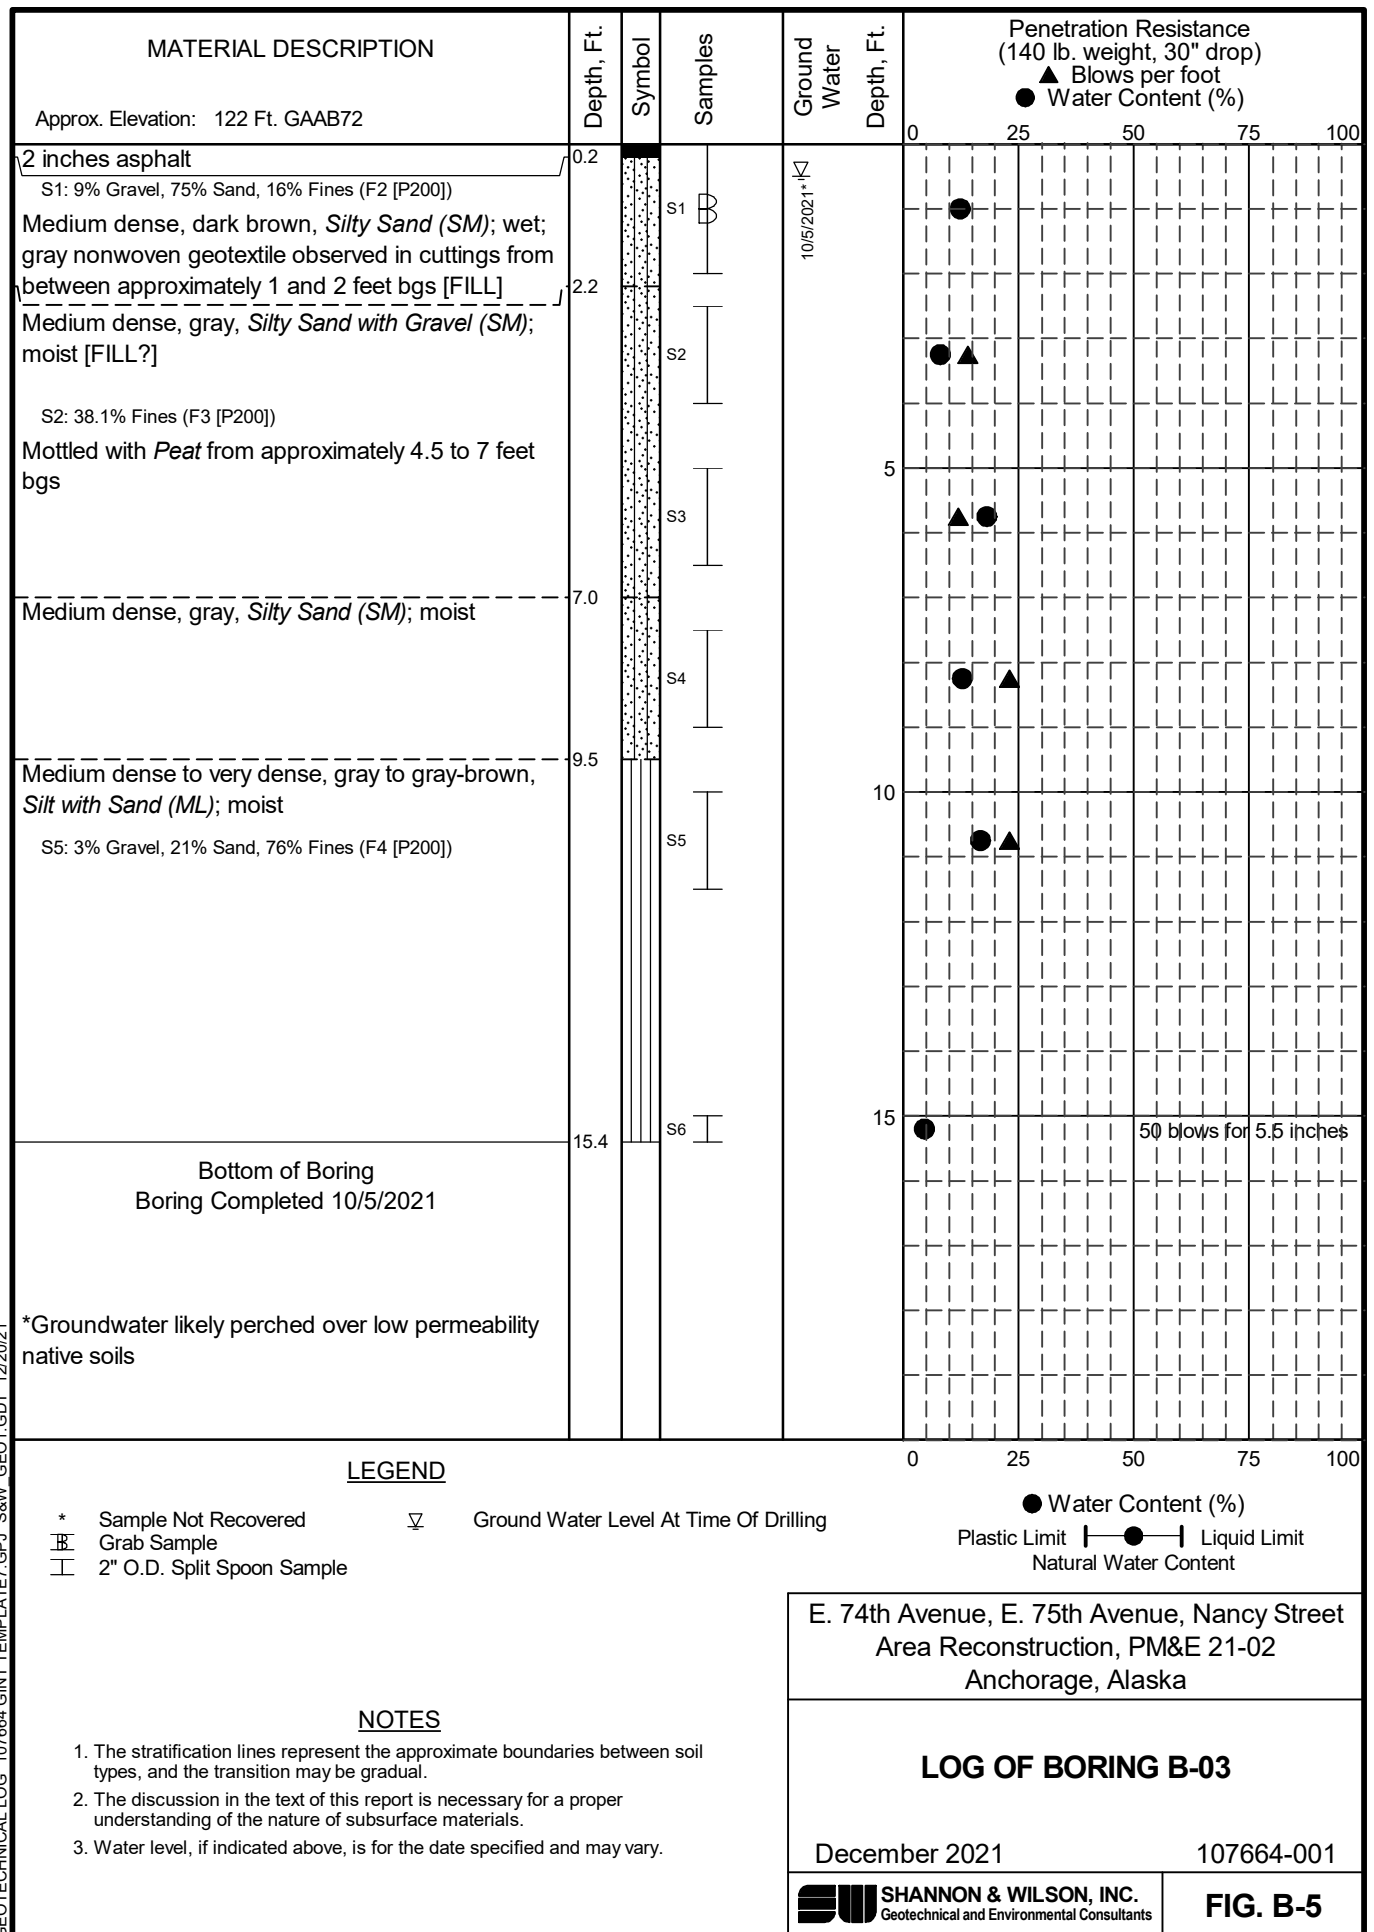 MATERIAL DESCRIPTION
Approx. Elevation: 122 Ft. GAAB72
Depth, Ft.
Symbol
Samples
Ground
Water
Depth, Ft.
Penetration Resistance
(140 lb. weight, 30" drop)
▲ Blows per foot
● Water Content (%)
0 25 50 75 100
2 inches asphalt
0.2
S1: 9% Gravel, 75% Sand, 16% Fines (F2 [P200])
Medium dense, dark brown, Silty Sand (SM); wet;
gray nonwoven geotextile observed in cuttings from
between approximately 1 and 2 feet bgs [FILL]
2.2
S1
10/5/2021*
Medium dense, gray, Silty Sand with Gravel (SM);
moist [FILL?]
S2
S2: 38.1% Fines (F3 [P200])
Mottled with Peat from approximately 4.5 to 7 feet
bgs
5
S3
7.0
Medium dense, gray, Silty Sand (SM); moist
S4
9.5
Medium dense to very dense, gray to gray-brown,
Silt with Sand (ML); moist
10
S5: 3% Gravel, 21% Sand, 76% Fines (F4 [P200])
S5
15
S6
50 blows for 5.5 inches
15.4
Bottom of Boring
Boring Completed 10/5/2021
*Groundwater likely perched over low permeability
native soils
0 25 50 75 100
LEGEND
* Sample Not Recovered
Grab Sample
2" O.D. Split Spoon Sample
Ground Water Level At Time Of Drilling
● Water Content (%)
Plastic Limit Liquid Limit
Natural Water Content
NOTES
1. The stratification lines represent the approximate boundaries between soil
types, and the transition may be gradual.
2. The discussion in the text of this report is necessary for a proper
understanding of the nature of subsurface materials.
3. Water level, if indicated above, is for the date specified and may vary.
E. 74th Avenue, E. 75th Avenue, Nancy Street
Area Reconstruction, PM&E 21-02
Anchorage, Alaska
LOG OF BORING B-03
December 2021 107664-001
SHANNON & WILSON, INC.
Geotechnical and Environmental Consultants
FIG. B-5
GEOTECHNICAL LOG 107664 GINT TEMPLATE7.GPJ S&W_GEO1.GDT 12/20/21